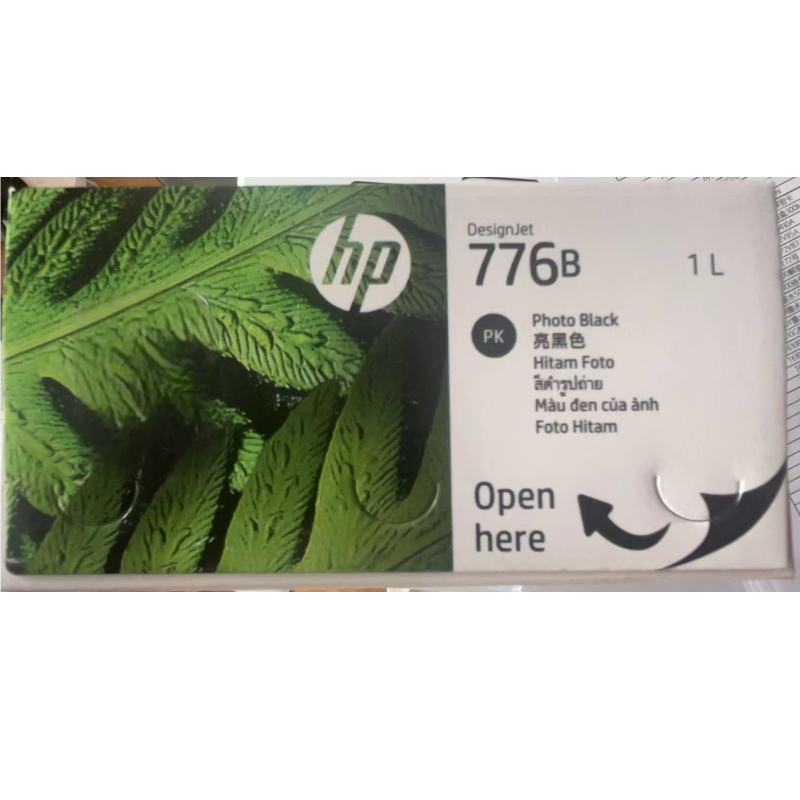 hp
DesignJet
776B
1 L
PK
Photo Black
亮黑色
Hitam Foto
สีดำรูปถ่าย
Màu đen của ảnh
Foto Hitam
Open
here